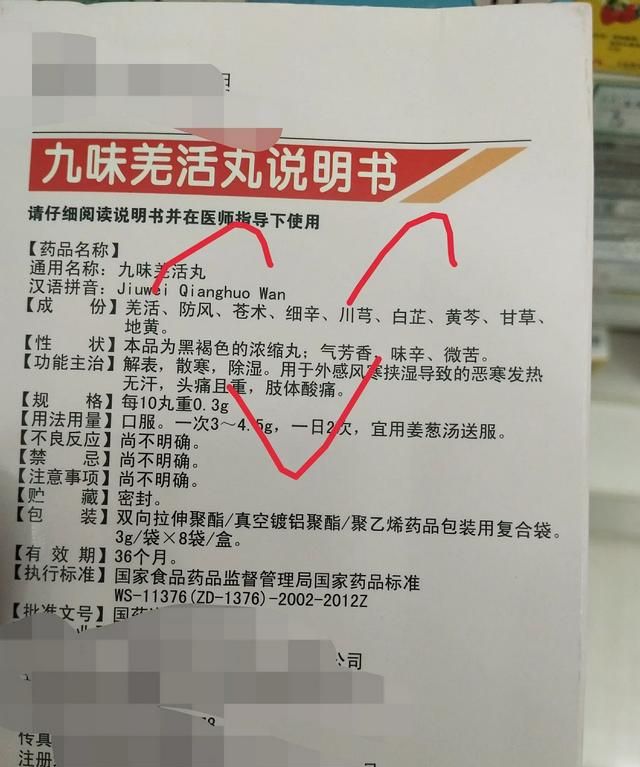 九味羌活丸说明书
请仔细阅读说明书并在医师指导下使用
【药品名称】
通用名称：九味羌活丸
汉语拼音：Jiuwei Qianghuo Wan
【成　　份】羌活、防风、苍术、细辛、川芎、白芷、黄芩、甘草、
地黄。
【性　　状】本品为黑褐色的浓缩丸；气芳香，味辛、微苦。
【功能主治】解表，散寒，除湿。用于外感风寒挟湿导致的恶寒发热
无汗，头痛且重，肢体酸痛。
【规　　格】每10丸重0.3g
【用法用量】口服。一次3～4.5g，一日2次，宜用姜葱汤送服。
【不良反应】尚不明确。
【禁　　忌】尚不明确。
【注意事项】尚不明确。
【贮　　藏】密封。
【包　　装】双向拉伸聚酯/真空镀铝聚酯/聚乙烯药品包装用复合袋。
3g/袋×8袋/盒。
【有 效 期】36个月。
【执行标准】国家食品药品监督管理局国家药品标准
WS-11376(ZD-1376)-2002-2012Z
【批准文号】国药
公司
传真
注册